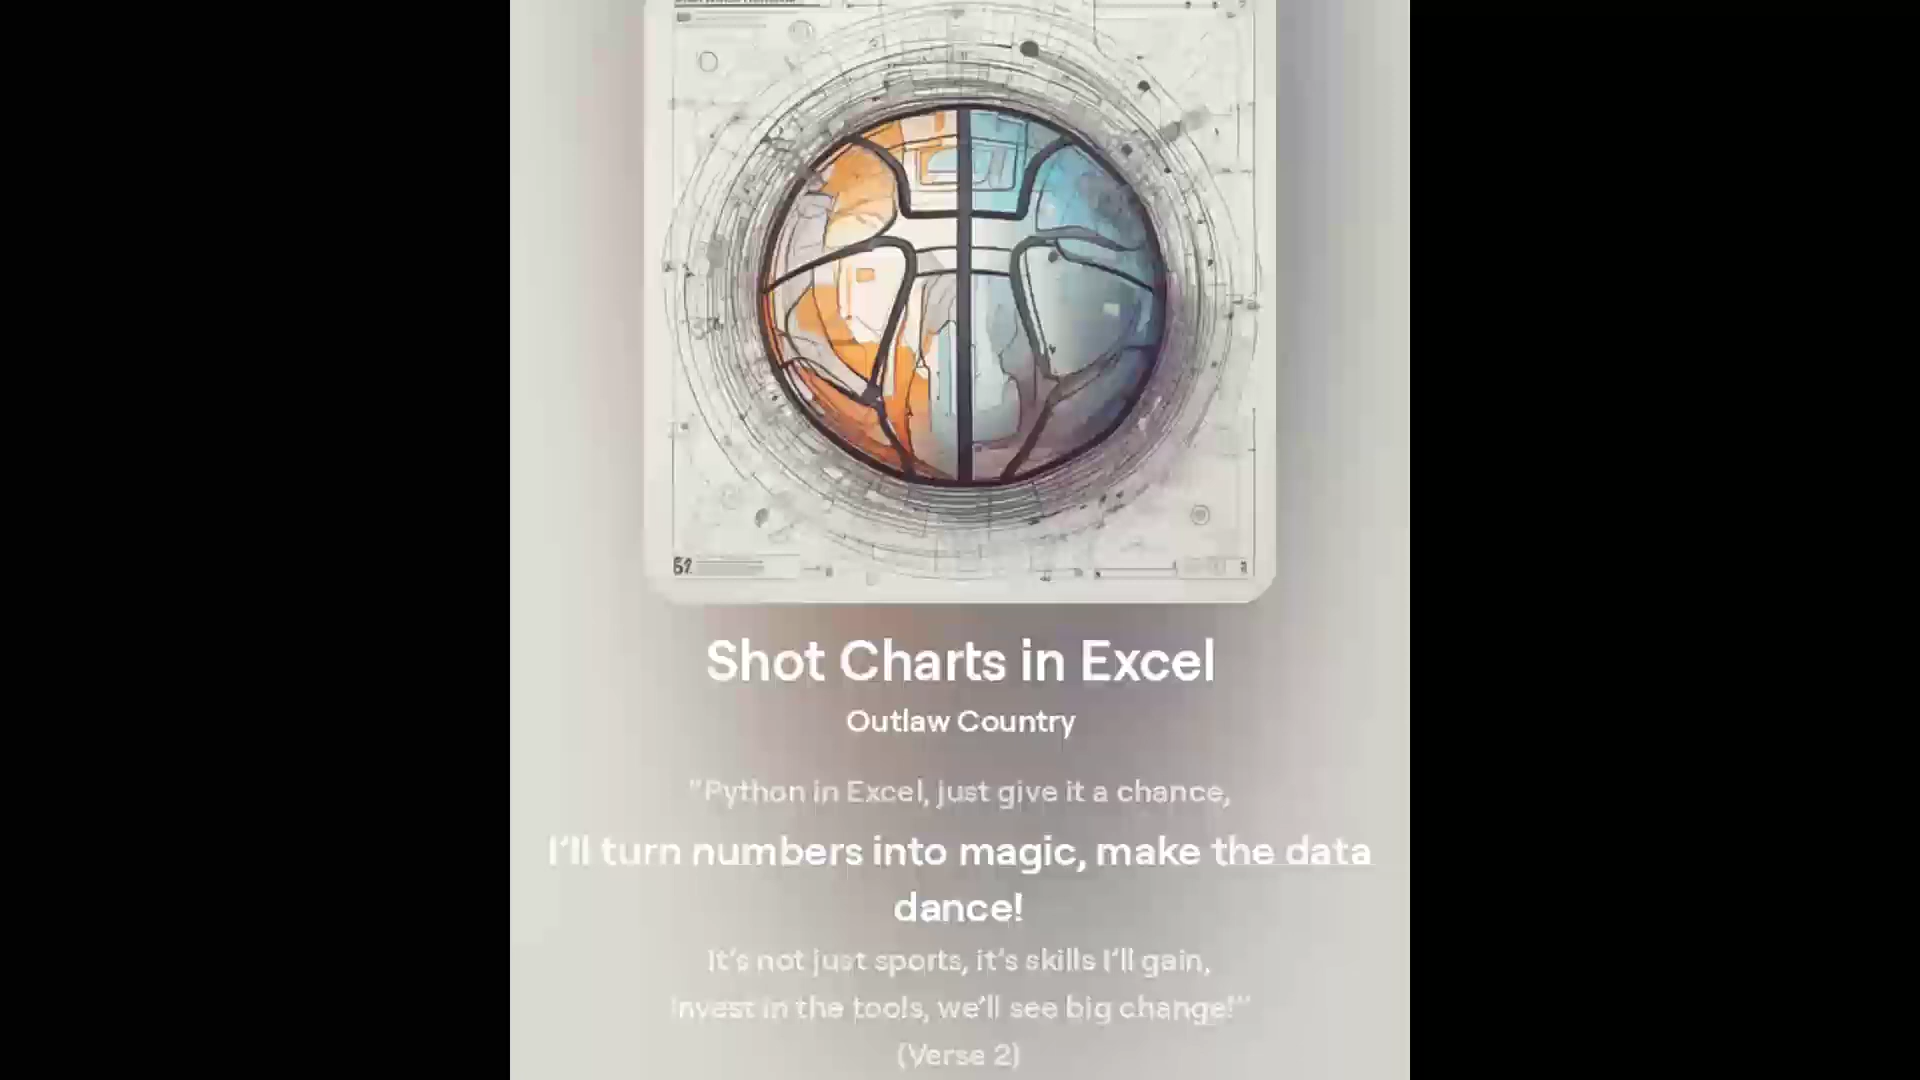 52
Shot Charts in Excel
Outlaw Country
"Python in Excel, just give it a chance,
I'll turn numbers into magic, make the data
dance!
It's not just sports, it's skills I'll gain,
Invest in the tools, we'll see big change!"
(Verse 2)